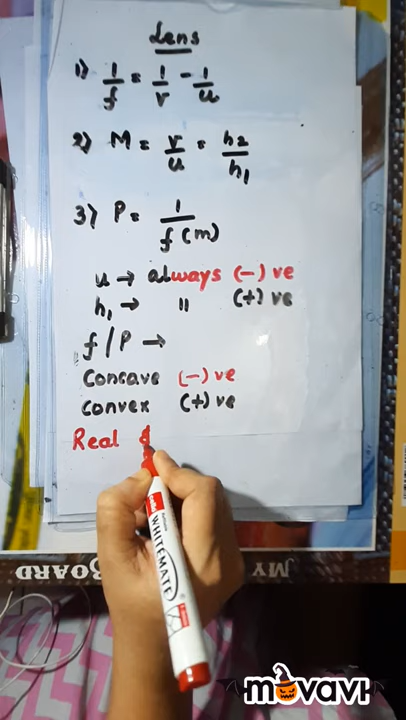 Lens
1) 1/f = 1/v - 1/u
2) M = v/u = h2/h1
3) P = 1/f(m)
u → always (-) ve
h1 → " (+) ve
f/P →
Concave (-) ve
Convex (+) ve
Real &
WHITEMATE
MY BOARD
movavi